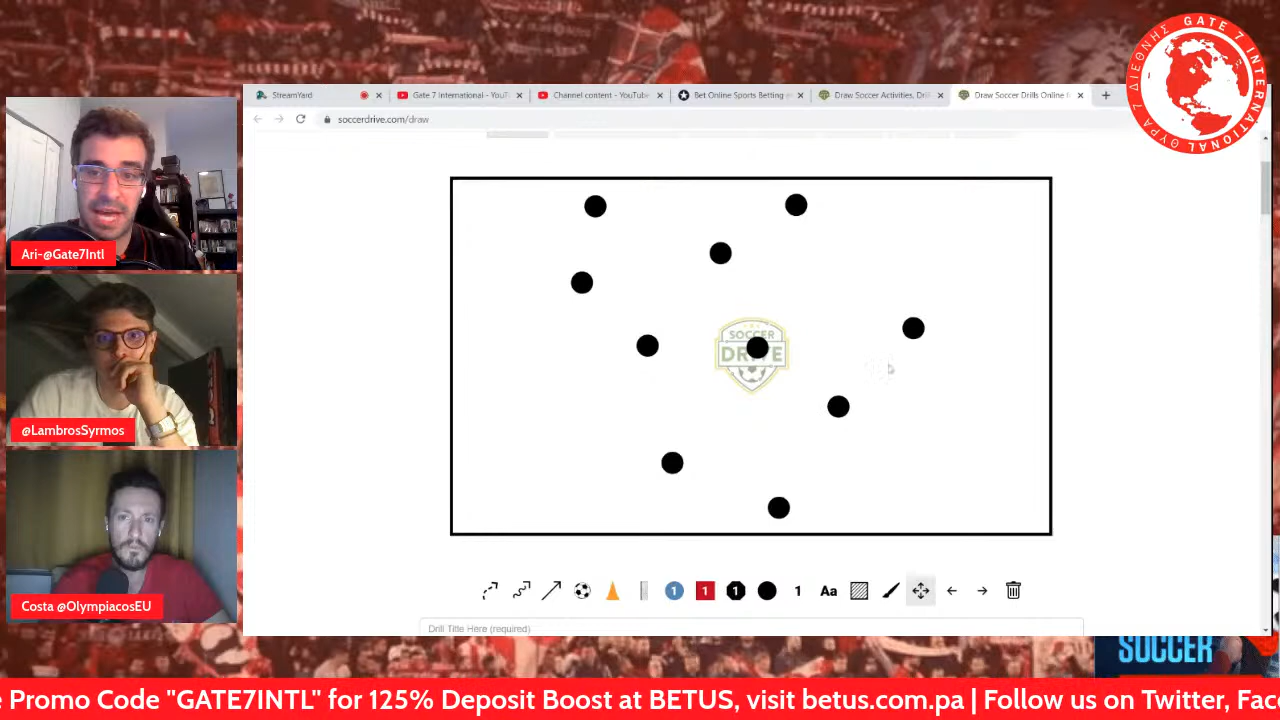 GATE 7 INTERNATIONAL
ΘΥΡΑ 7 ΔΙΕΘΝΗΣ
StreamYard
Gate 7 International - YouT
Channel content - YouTube
Bet Online Sports Betting
Draw Soccer Activities, Dril
Draw Soccer Drills Online
soccerdrive.com/draw
Ari-@Gate7Intl
@LambrosSyrmos
Costa @OlympiacosEU
SOCCER
DRIVE
1 1 1 1 Aa
Drill Title Here (required)
SOCCER
e Promo Code "GATE7INTL" for 125% Deposit Boost at BETUS, visit betus.com.pa | Follow us on Twitter, Face